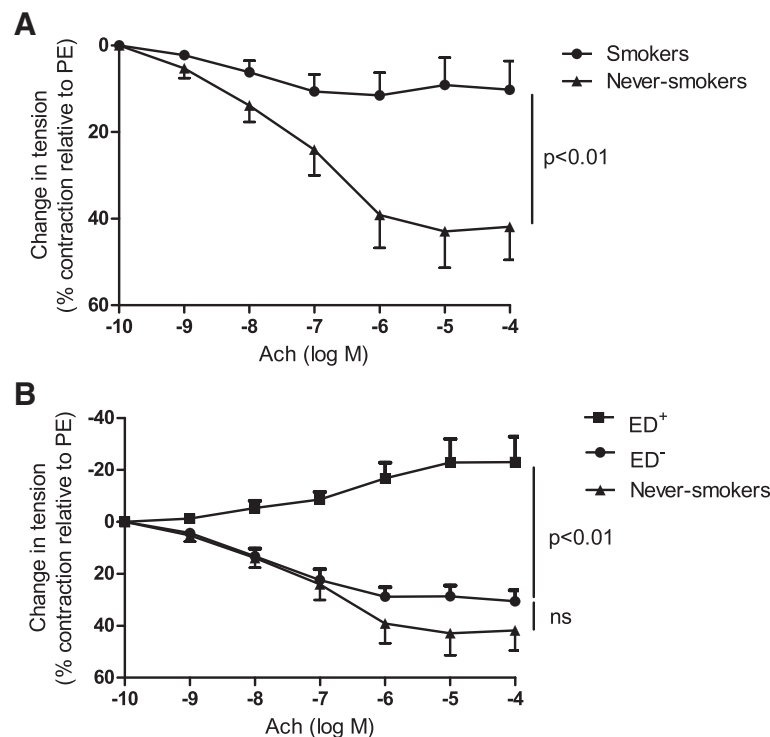 A
Change in tension
(% contraction relative to PE)
0
20
40
60
-10 -9 -8 -7 -6 -5 -4
Ach (log M)
Smokers
Never-smokers
p<0.01
B
Change in tension
(% contraction relative to PE)
-40
-20
0
20
40
60
-10 -9 -8 -7 -6 -5 -4
Ach (log M)
ED+
ED-
Never-smokers
p<0.01
ns